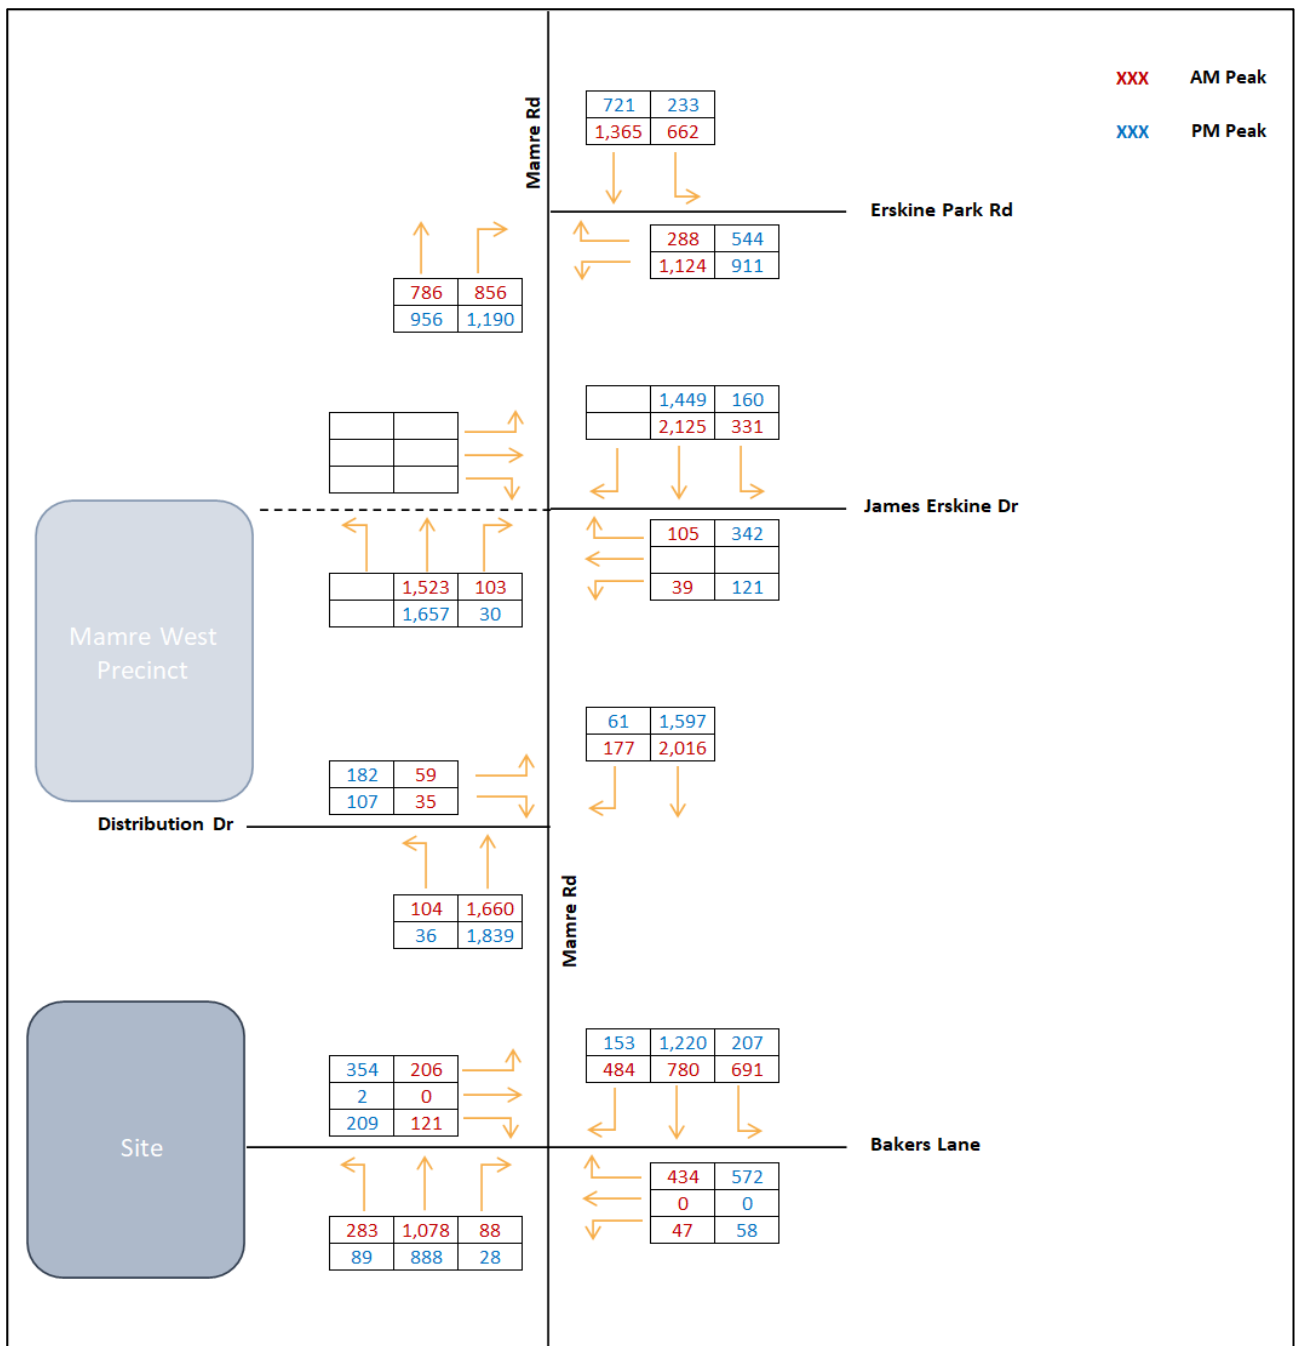 XXX AM Peak
XXX PM Peak
Mamre Rd
721 233
1,365 662
Erskine Park Rd
288 544
1,124 911
786 856
956 1,190
1,449 160
2,125 331
James Erskine Dr
105 342
39 121
1,523 103
1,657 30
Mamre West
Precinct
61 1,597
177 2,016
182 59
107 35
Distribution Dr
104 1,660
36 1,839
Mamre Rd
153 1,220 207
484 780 691
354 206
2 0
209 121
Site
Bakers Lane
434 572
0 0
47 58
283 1,078 88
89 888 28